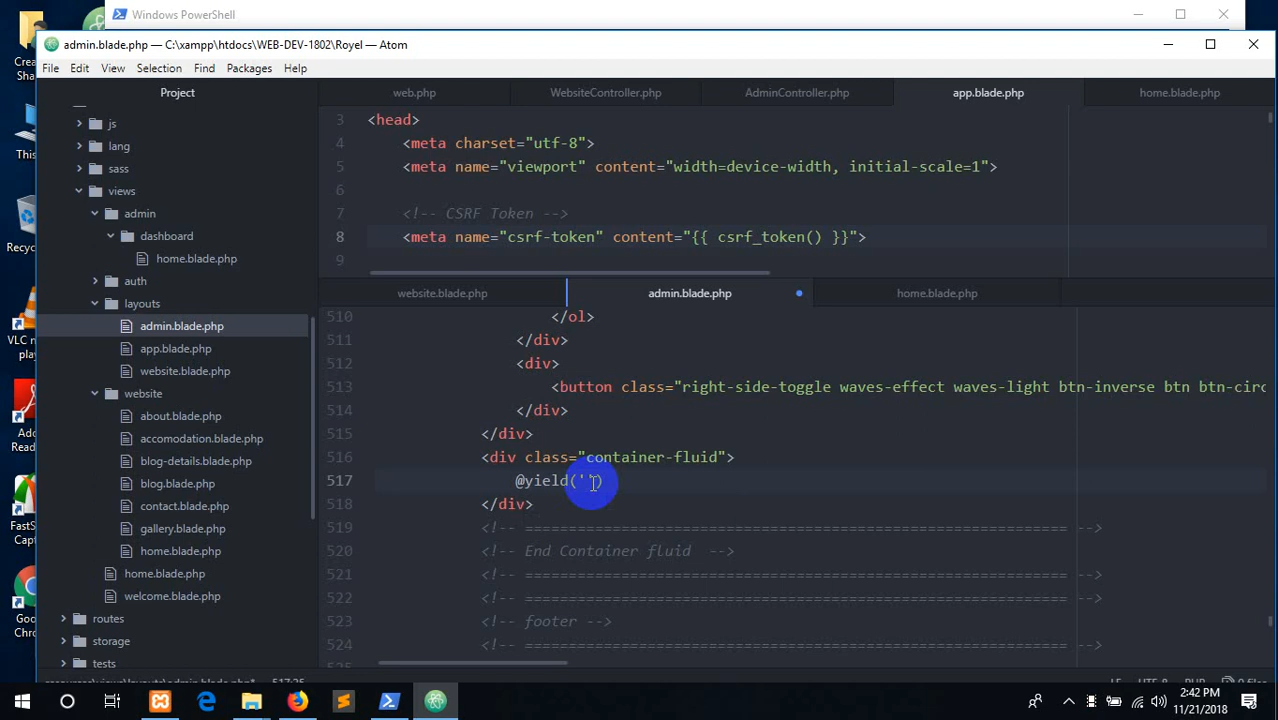 Windows PowerShell
admin.blade.php — C:\xampp\htdocs\WEB-DEV-1802\Royel — Atom
File Edit View Selection Find Packages Help
Project
js
lang
sass
views
admin
dashboard
home.blade.php
auth
layouts
admin.blade.php
app.blade.php
website.blade.php
website
about.blade.php
accomodation.blade.php
blog-details.blade.php
blog.blade.php
contact.blade.php
gallery.blade.php
home.blade.php
home.blade.php
welcome.blade.php
routes
storage
tests
web.php WebsiteController.php AdminController.php app.blade.php home.blade.php
3 <head>
4 <meta charset="utf-8">
5 <meta name="viewport" content="width=device-width, initial-scale=1">
6
7 <!-- CSRF Token -->
8 <meta name="csrf-token" content="{{ csrf_token() }}">
9
website.blade.php admin.blade.php home.blade.php
510 </ol>
511 </div>
512 <div>
513 <button class="right-side-toggle waves-effect waves-light btn-inverse btn btn-circ
514 </div>
515 </div>
516 <div class="container-fluid">
517 @yield('')
518 </div>
519 <!-- ============================================================== -->
520 <!-- End Container fluid  -->
521 <!-- ============================================================== -->
522 <!-- ============================================================== -->
523 <!-- footer -->
524 <!-- ============================================================== -->
2:42 PM
11/21/2018